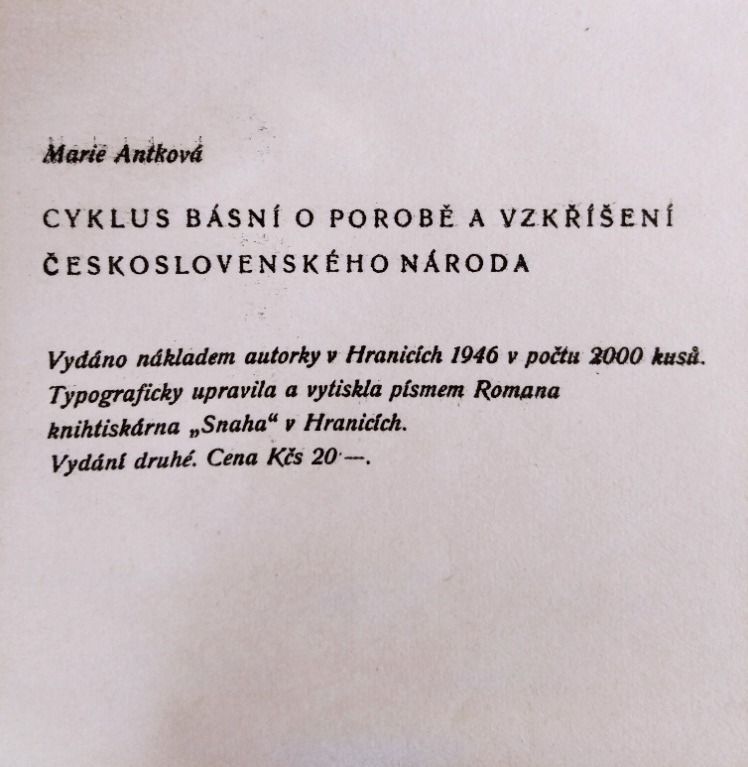 Marie Antková
CYKLUS BÁSNÍ O POROBĚ A VZKŘÍŠENÍ
ČESKOSLOVENSKÉHO NÁRODA
Vydáno nákladem autorky v Hranicích 1946 v počtu 2000 kusů.
Typograficky upravila a vytiskla písmem Romana
knihtiskárna „Snaha“ v Hranicích.
Vydání druhé. Cena Kčs 20·—.